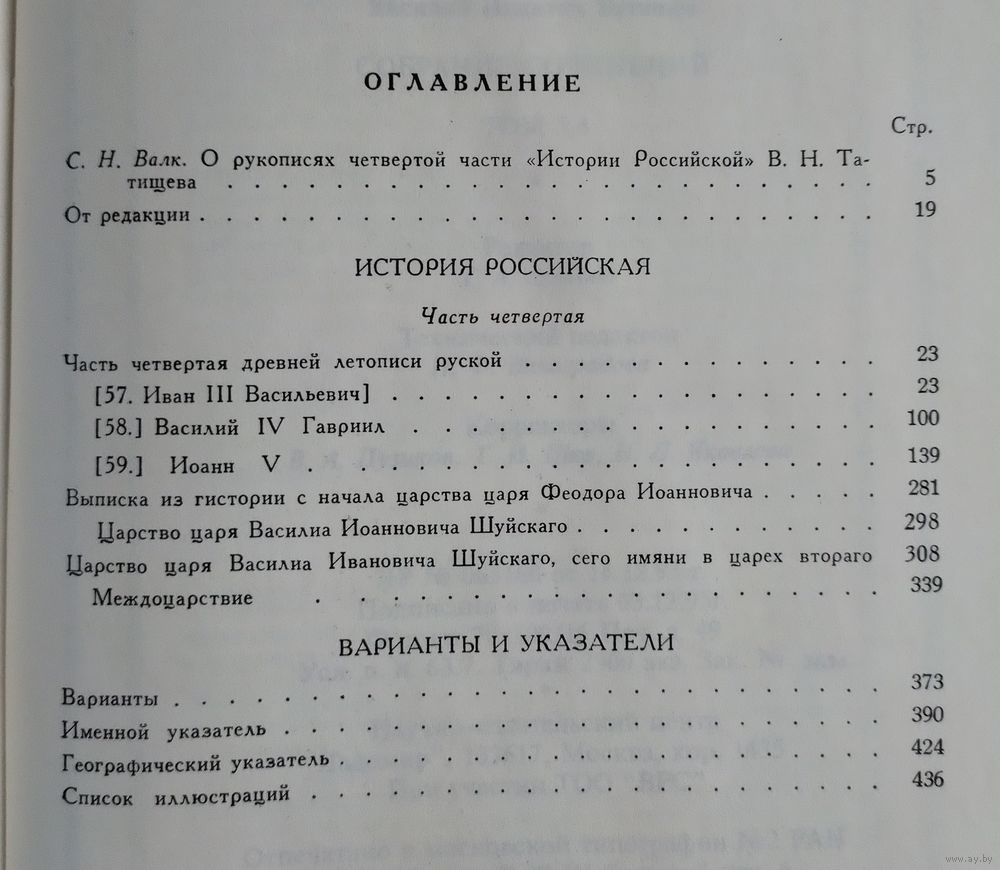 ОГЛАВЛЕНИЕ
Стр.
С. Н. Валк. О рукописях четвертой части «Истории Российской» В. Н. Та-
тищева . . . . . . . . . . . . . . . . . . . . 5
От редакции . . . . . . . . . . . . . . . . . . . . 19
ИСТОРИЯ РОССИЙСКАЯ
Часть четвертая
Часть четвертая древней летописи руской . . . . . . . . . . . 23
[57. Иван III Васильевич] . . . . . . . . . . . . . . . 23
[58.] Василий IV Гавриил . . . . . . . . . . . . . . . 100
[59.] Иоанн V . . . . . . . . . . . . . . . . . 139
Выписка из гистории с начала царства царя Феодора Иоанновича . . . . 281
Царство царя Василиа Иоанновича Шуйскаго . . . . . . . . . 298
Царство царя Василиа Ивановича Шуйскаго, сего имяни в царех втораго 308
Междоцарствие . . . . . . . . . . . . . . . . . 339
ВАРИАНТЫ И УКАЗАТЕЛИ
Варианты . . . . . . . . . . . . . . . . . . . . 373
Именной указатель . . . . . . . . . . . . . . . . . 390
Географический указатель . . . . . . . . . . . . . . . . 424
Список иллюстраций . . . . . . . . . . . . . . . . 436
www.ay.by